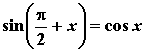 sin(π/2 + x) = cos x